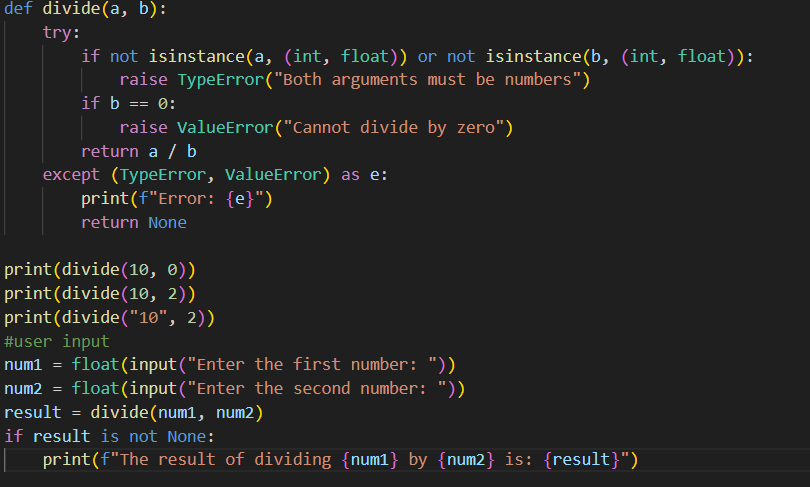 def divide(a, b):
    try:
        if not isinstance(a, (int, float)) or not isinstance(b, (int, float)):
            raise TypeError("Both arguments must be numbers")
        if b == 0:
            raise ValueError("Cannot divide by zero")
        return a / b
    except (TypeError, ValueError) as e:
        print(f"Error: {e}")
        return None

print(divide(10, 0))
print(divide(10, 2))
print(divide("10", 2))
#user input
num1 = float(input("Enter the first number: "))
num2 = float(input("Enter the second number: "))
result = divide(num1, num2)
if result is not None:
    print(f"The result of dividing {num1} by {num2} is: {result}")